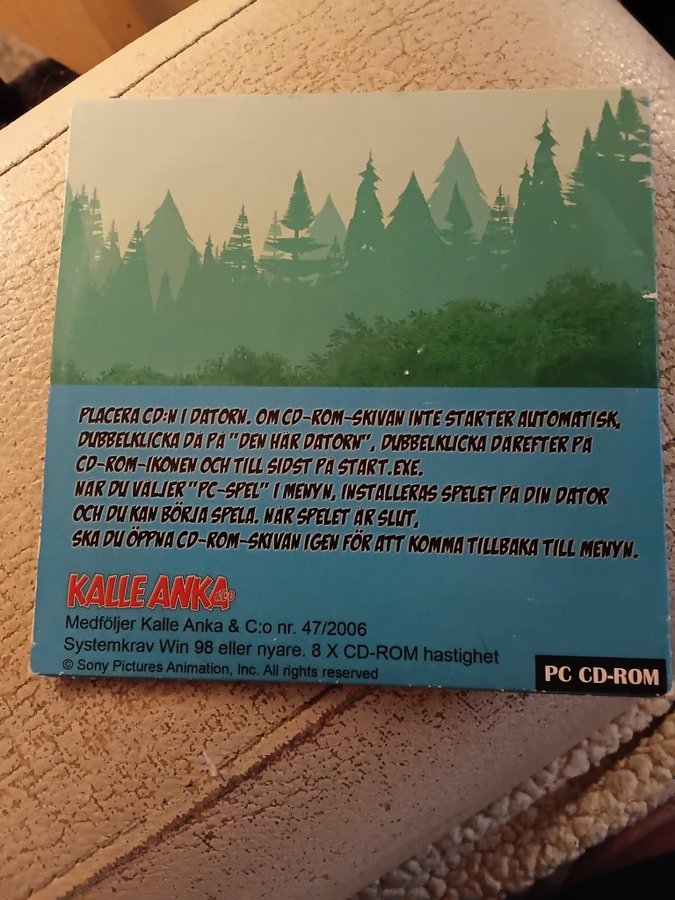 PLACERA CD:N I DATORN. OM CD-ROM-SKIVAN INTE STARTER AUTOMATISK,
DUBBELKLICKA DÅ PÅ "DEN HÄR DATORN", DUBBELKLICKA DÄREFTER PÅ
CD-ROM-IKONEN OCH TILL SIDST PÅ START.EXE.
NÄR DU VÄLJER "PC-SPEL" I MENYN, INSTALLERAS SPELET PÅ DIN DATOR
OCH DU KAN BÖRJA SPELA. NÄR SPELET ÄR SLUT,
SKA DU ÖPPNA CD-ROM-SKIVAN IGEN FÖR ATT KOMMA TILLBAKA TILL MENYN.
KALLE ANKA &CO
Medföljer Kalle Anka & C:o nr. 47/2006
Systemkrav Win 98 eller nyare. 8 X CD-ROM hastighet
© Sony Pictures Animation, Inc. All rights reserved
PC CD-ROM